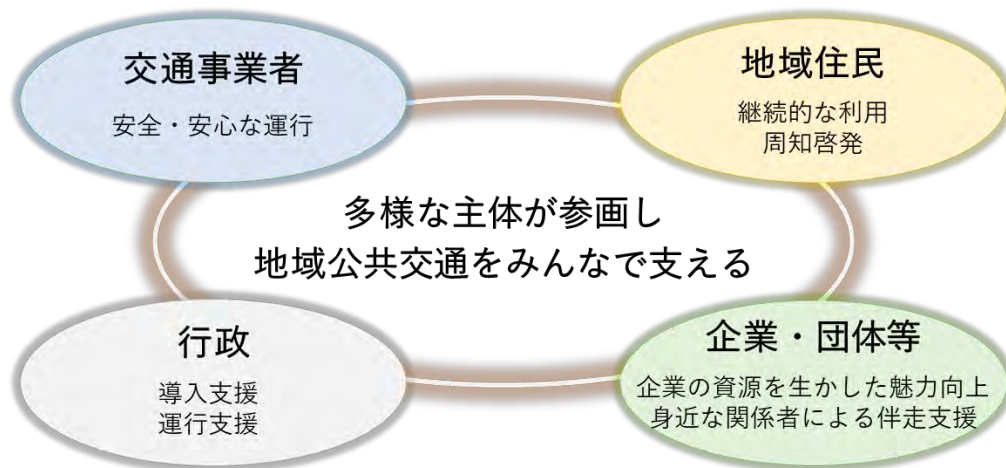 交通事業者
安全・安心な運行
地域住民
継続的な利用
周知啓発
多様な主体が参画し
地域公共交通をみんなで支える
行政
導入支援
運行支援
企業・団体等
企業の資源を生かした魅力向上
身近な関係者による伴走支援